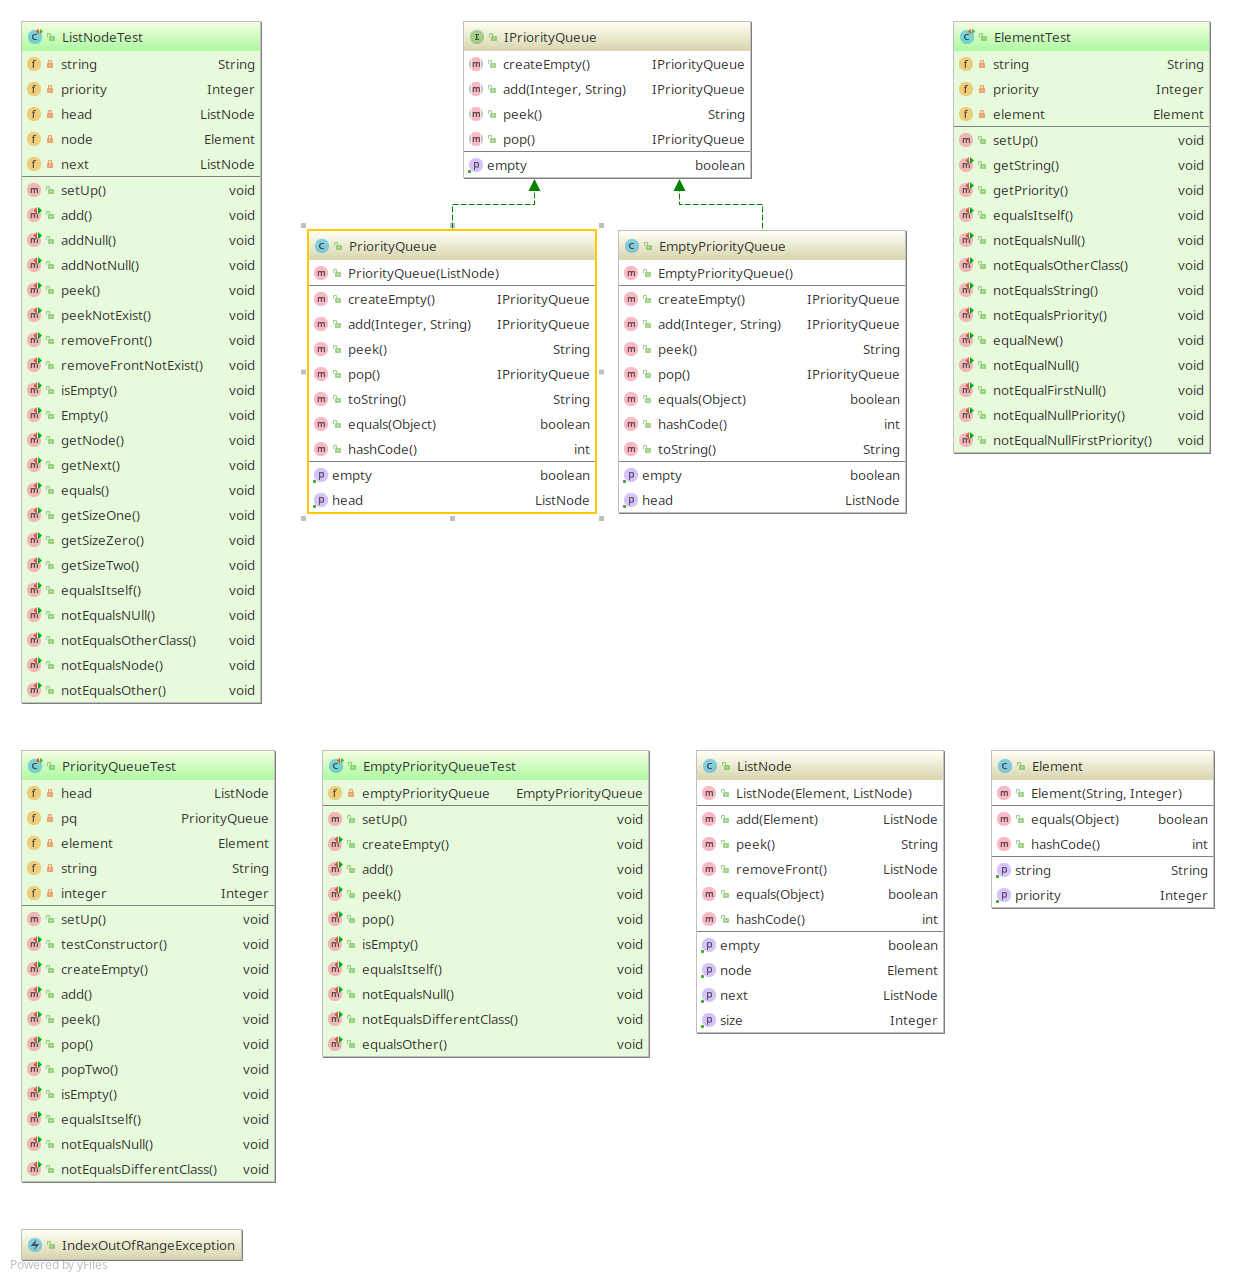 ListNodeTest
string String
priority Integer
head ListNode
node Element
next ListNode
setUp() void
add() void
addNull() void
addNotNull() void
peek() void
peekNotExist() void
removeFront() void
removeFrontNotExist() void
isEmpty() void
Empty() void
getNode() void
getNext() void
equals() void
getSizeOne() void
getSizeZero() void
getSizeTwo() void
equalsItself() void
notEqualsNUll() void
notEqualsOtherClass() void
notEqualsNode() void
notEqualsOther() void
IPriorityQueue
createEmpty() IPriorityQueue
add(Integer, String) IPriorityQueue
peek() String
pop() IPriorityQueue
empty boolean
PriorityQueue
PriorityQueue(ListNode)
createEmpty() IPriorityQueue
add(Integer, String) IPriorityQueue
peek() String
pop() IPriorityQueue
toString() String
equals(Object) boolean
hashCode() int
empty boolean
head ListNode
EmptyPriorityQueue
EmptyPriorityQueue()
createEmpty() IPriorityQueue
add(Integer, String) IPriorityQueue
peek() String
pop() IPriorityQueue
equals(Object) boolean
hashCode() int
toString() String
empty boolean
head ListNode
ElementTest
string String
priority Integer
element Element
setUp() void
getString() void
getPriority() void
equalsItself() void
notEqualsNull() void
notEqualsOtherClass() void
notEqualsString() void
notEqualsPriority() void
equalNew() void
notEqualNull() void
notEqualFirstNull() void
notEqualNullPriority() void
notEqualNullFirstPriority() void
PriorityQueueTest
head ListNode
pq PriorityQueue
element Element
string String
integer Integer
setUp() void
testConstructor() void
createEmpty() void
add() void
peek() void
pop() void
popTwo() void
isEmpty() void
equalsItself() void
notEqualsNull() void
notEqualsDifferentClass() void
EmptyPriorityQueueTest
emptyPriorityQueue EmptyPriorityQueue
setUp() void
createEmpty() void
add() void
peek() void
pop() void
isEmpty() void
equalsItself() void
notEqualsNull() void
notEqualsDifferentClass() void
equalsOther() void
ListNode
ListNode(Element, ListNode)
add(Element) ListNode
peek() String
removeFront() ListNode
equals(Object) boolean
hashCode() int
empty boolean
node Element
next ListNode
size Integer
Element
Element(String, Integer)
equals(Object) boolean
hashCode() int
string String
priority Integer
IndexOutOfRangeException
Powered by yFiles